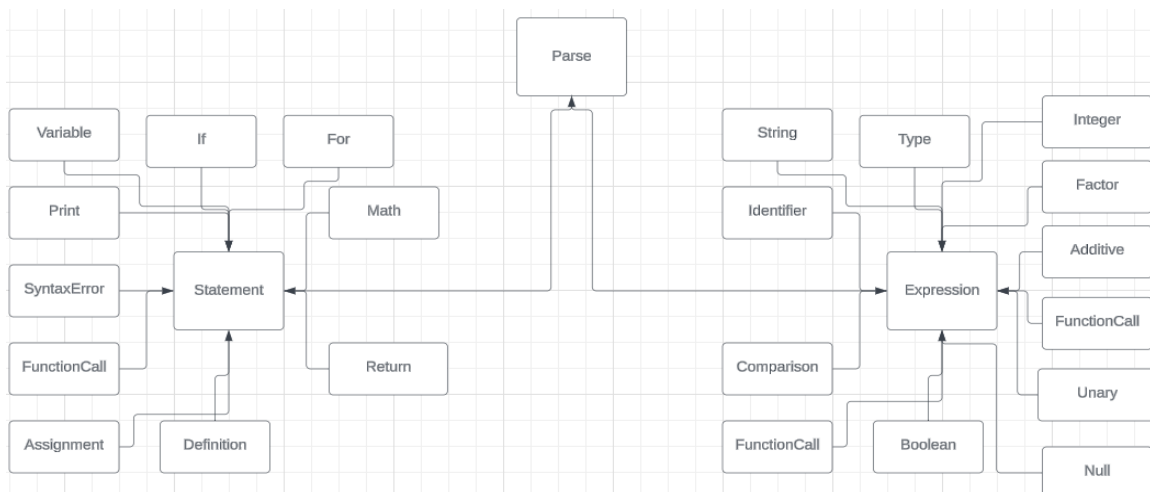 Parse
Variable
If
For
Print
Math
SyntaxError
Statement
FunctionCall
Return
Assignment
Definition
String
Type
Integer
Identifier
Factor
Additive
Expression
FunctionCall
Comparison
Unary
FunctionCall
Boolean
Null